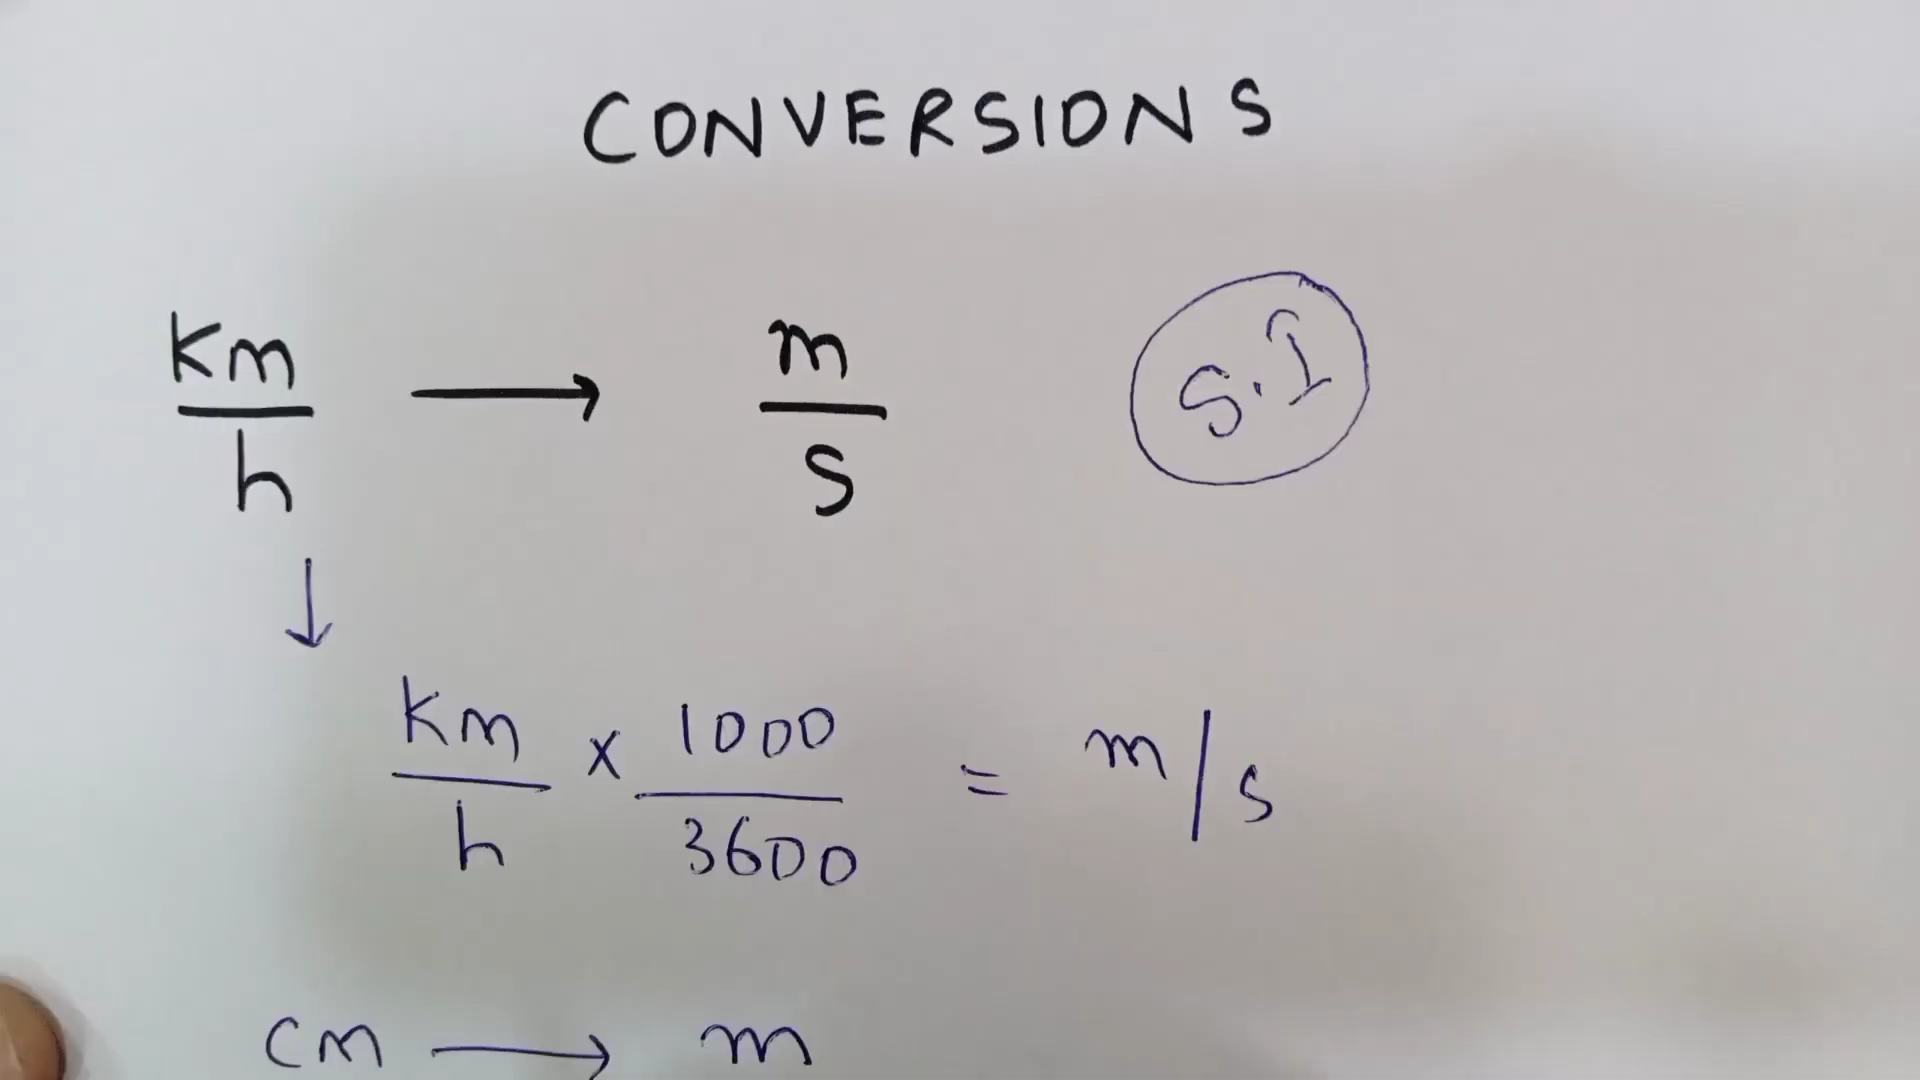 CONVERSIONS
Km/h → m/s
S.I
↓
Km/h x 1000/3600 = m/s
cm → m